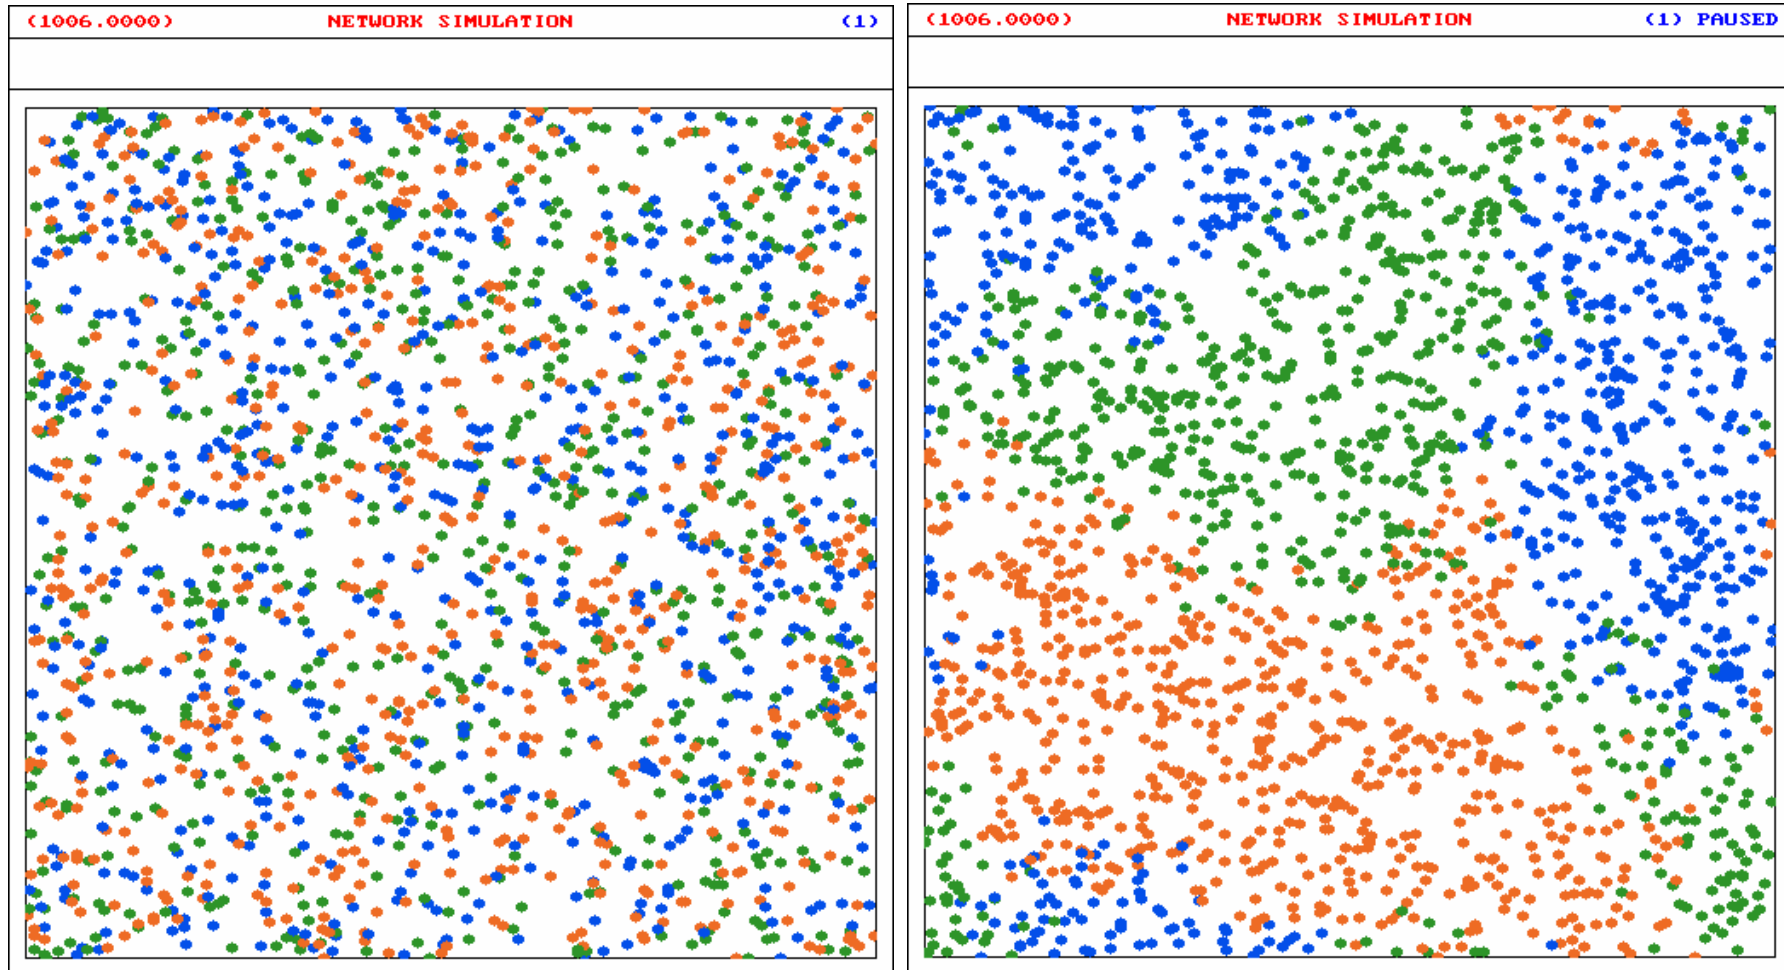 (1006.0000) NETWORK SIMULATION (1)
(1006.0000) NETWORK SIMULATION (1) PAUSED